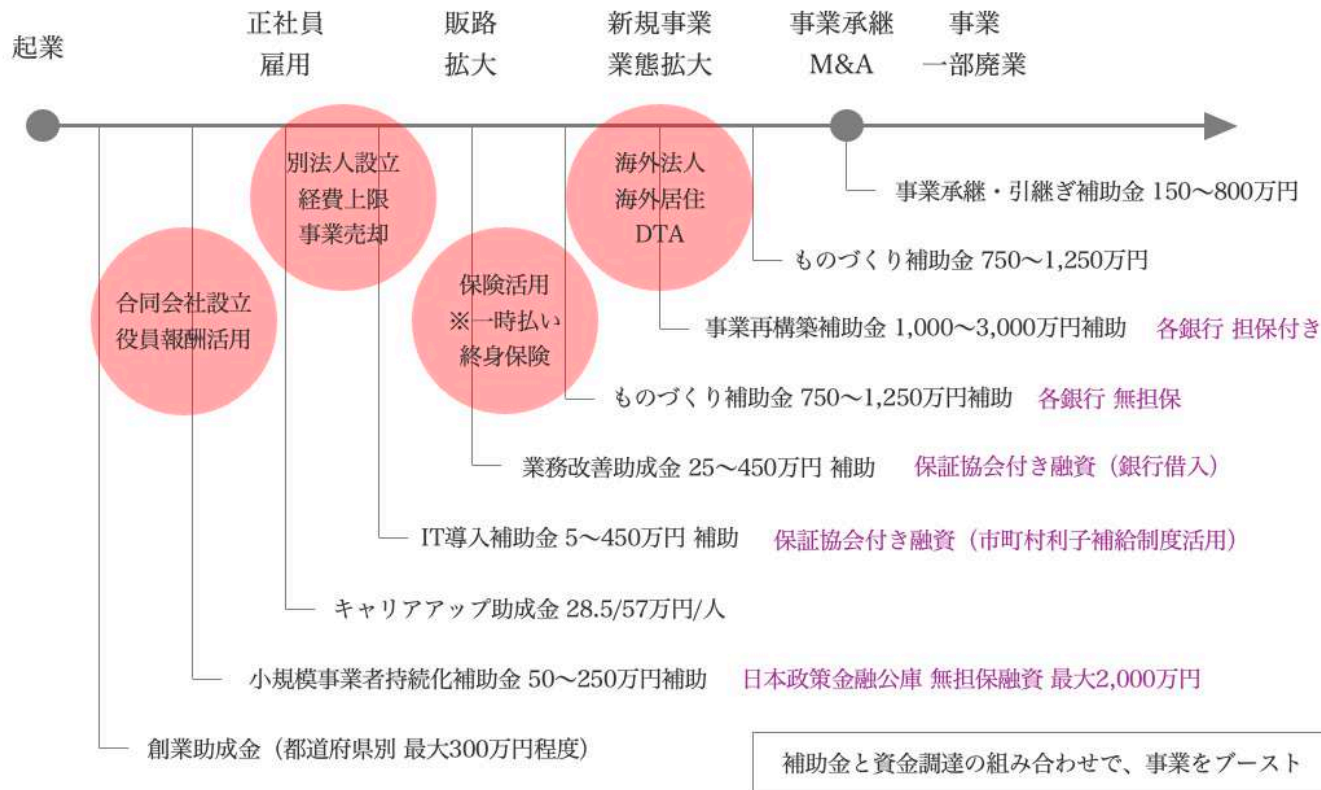 起業
正社員
雇用
販路
拡大
新規事業
業態拡大
事業承継
M&A
事業
一部廃業
別法人設立
経費上限
事業売却
海外法人
海外居住
DTA
合同会社設立
役員報酬活用
保険活用
※一時払い
終身保険
事業承継・引継ぎ補助金 150〜800万円
ものづくり補助金 750〜1,250万円
事業再構築補助金 1,000〜3,000万円補助 各銀行 担保付き
ものづくり補助金 750〜1,250万円補助 各銀行 無担保
業務改善助成金 25〜450万円 補助 保証協会付き融資（銀行借入）
IT導入補助金 5〜450万円 補助 保証協会付き融資（市町村利子補給制度活用）
キャリアアップ助成金 28.5/57万円/人
小規模事業者持続化補助金 50〜250万円補助 日本政策金融公庫 無担保融資 最大2,000万円
創業助成金（都道府県別 最大300万円程度）
補助金と資金調達の組み合わせで、事業をブースト